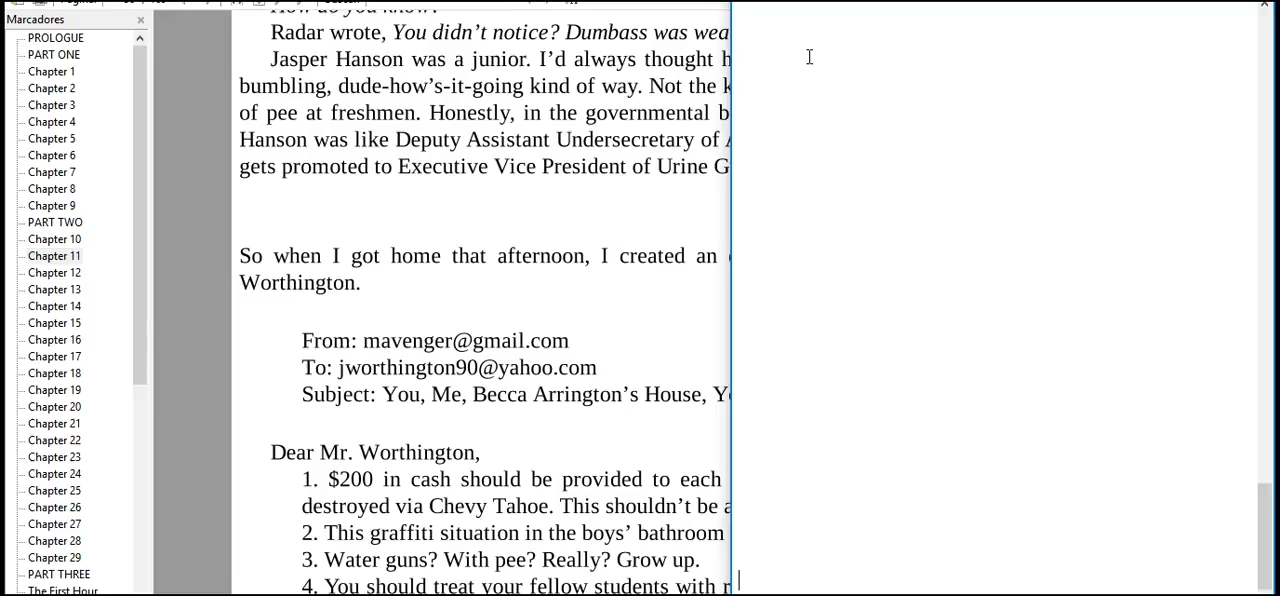 Marcadores
PROLOGUE
PART ONE
Chapter 1
Chapter 2
Chapter 3
Chapter 4
Chapter 5
Chapter 6
Chapter 7
Chapter 8
Chapter 9
PART TWO
Chapter 10
Chapter 11
Chapter 12
Chapter 13
Chapter 14
Chapter 15
Chapter 16
Chapter 17
Chapter 18
Chapter 19
Chapter 20
Chapter 21
Chapter 22
Chapter 23
Chapter 24
Chapter 25
Chapter 26
Chapter 27
Chapter 28
Chapter 29
PART THREE
The First Hour
How do you know?
Radar wrote, You didn’t notice? Dumbass was
Jasper Hanson was a junior. I’d always thought
bumbling, dude-how’s-it-going kind of way. Not the
of pee at freshmen. Honestly, in the governmental
Hanson was like Deputy Assistant Undersecretary of
gets promoted to Executive Vice President of Urine
So when I got home that afternoon, I created an
Worthington.
From: mavenger@gmail.com
To: jworthington90@yahoo.com
Subject: You, Me, Becca Arrington’s House,
Dear Mr. Worthington,
1. $200 in cash should be provided to each
destroyed via Chevy Tahoe. This shouldn’t be
2. This graffiti situation in the boys’ bathroom
3. Water guns? With pee? Really? Grow up.
4. You should treat your fellow students with